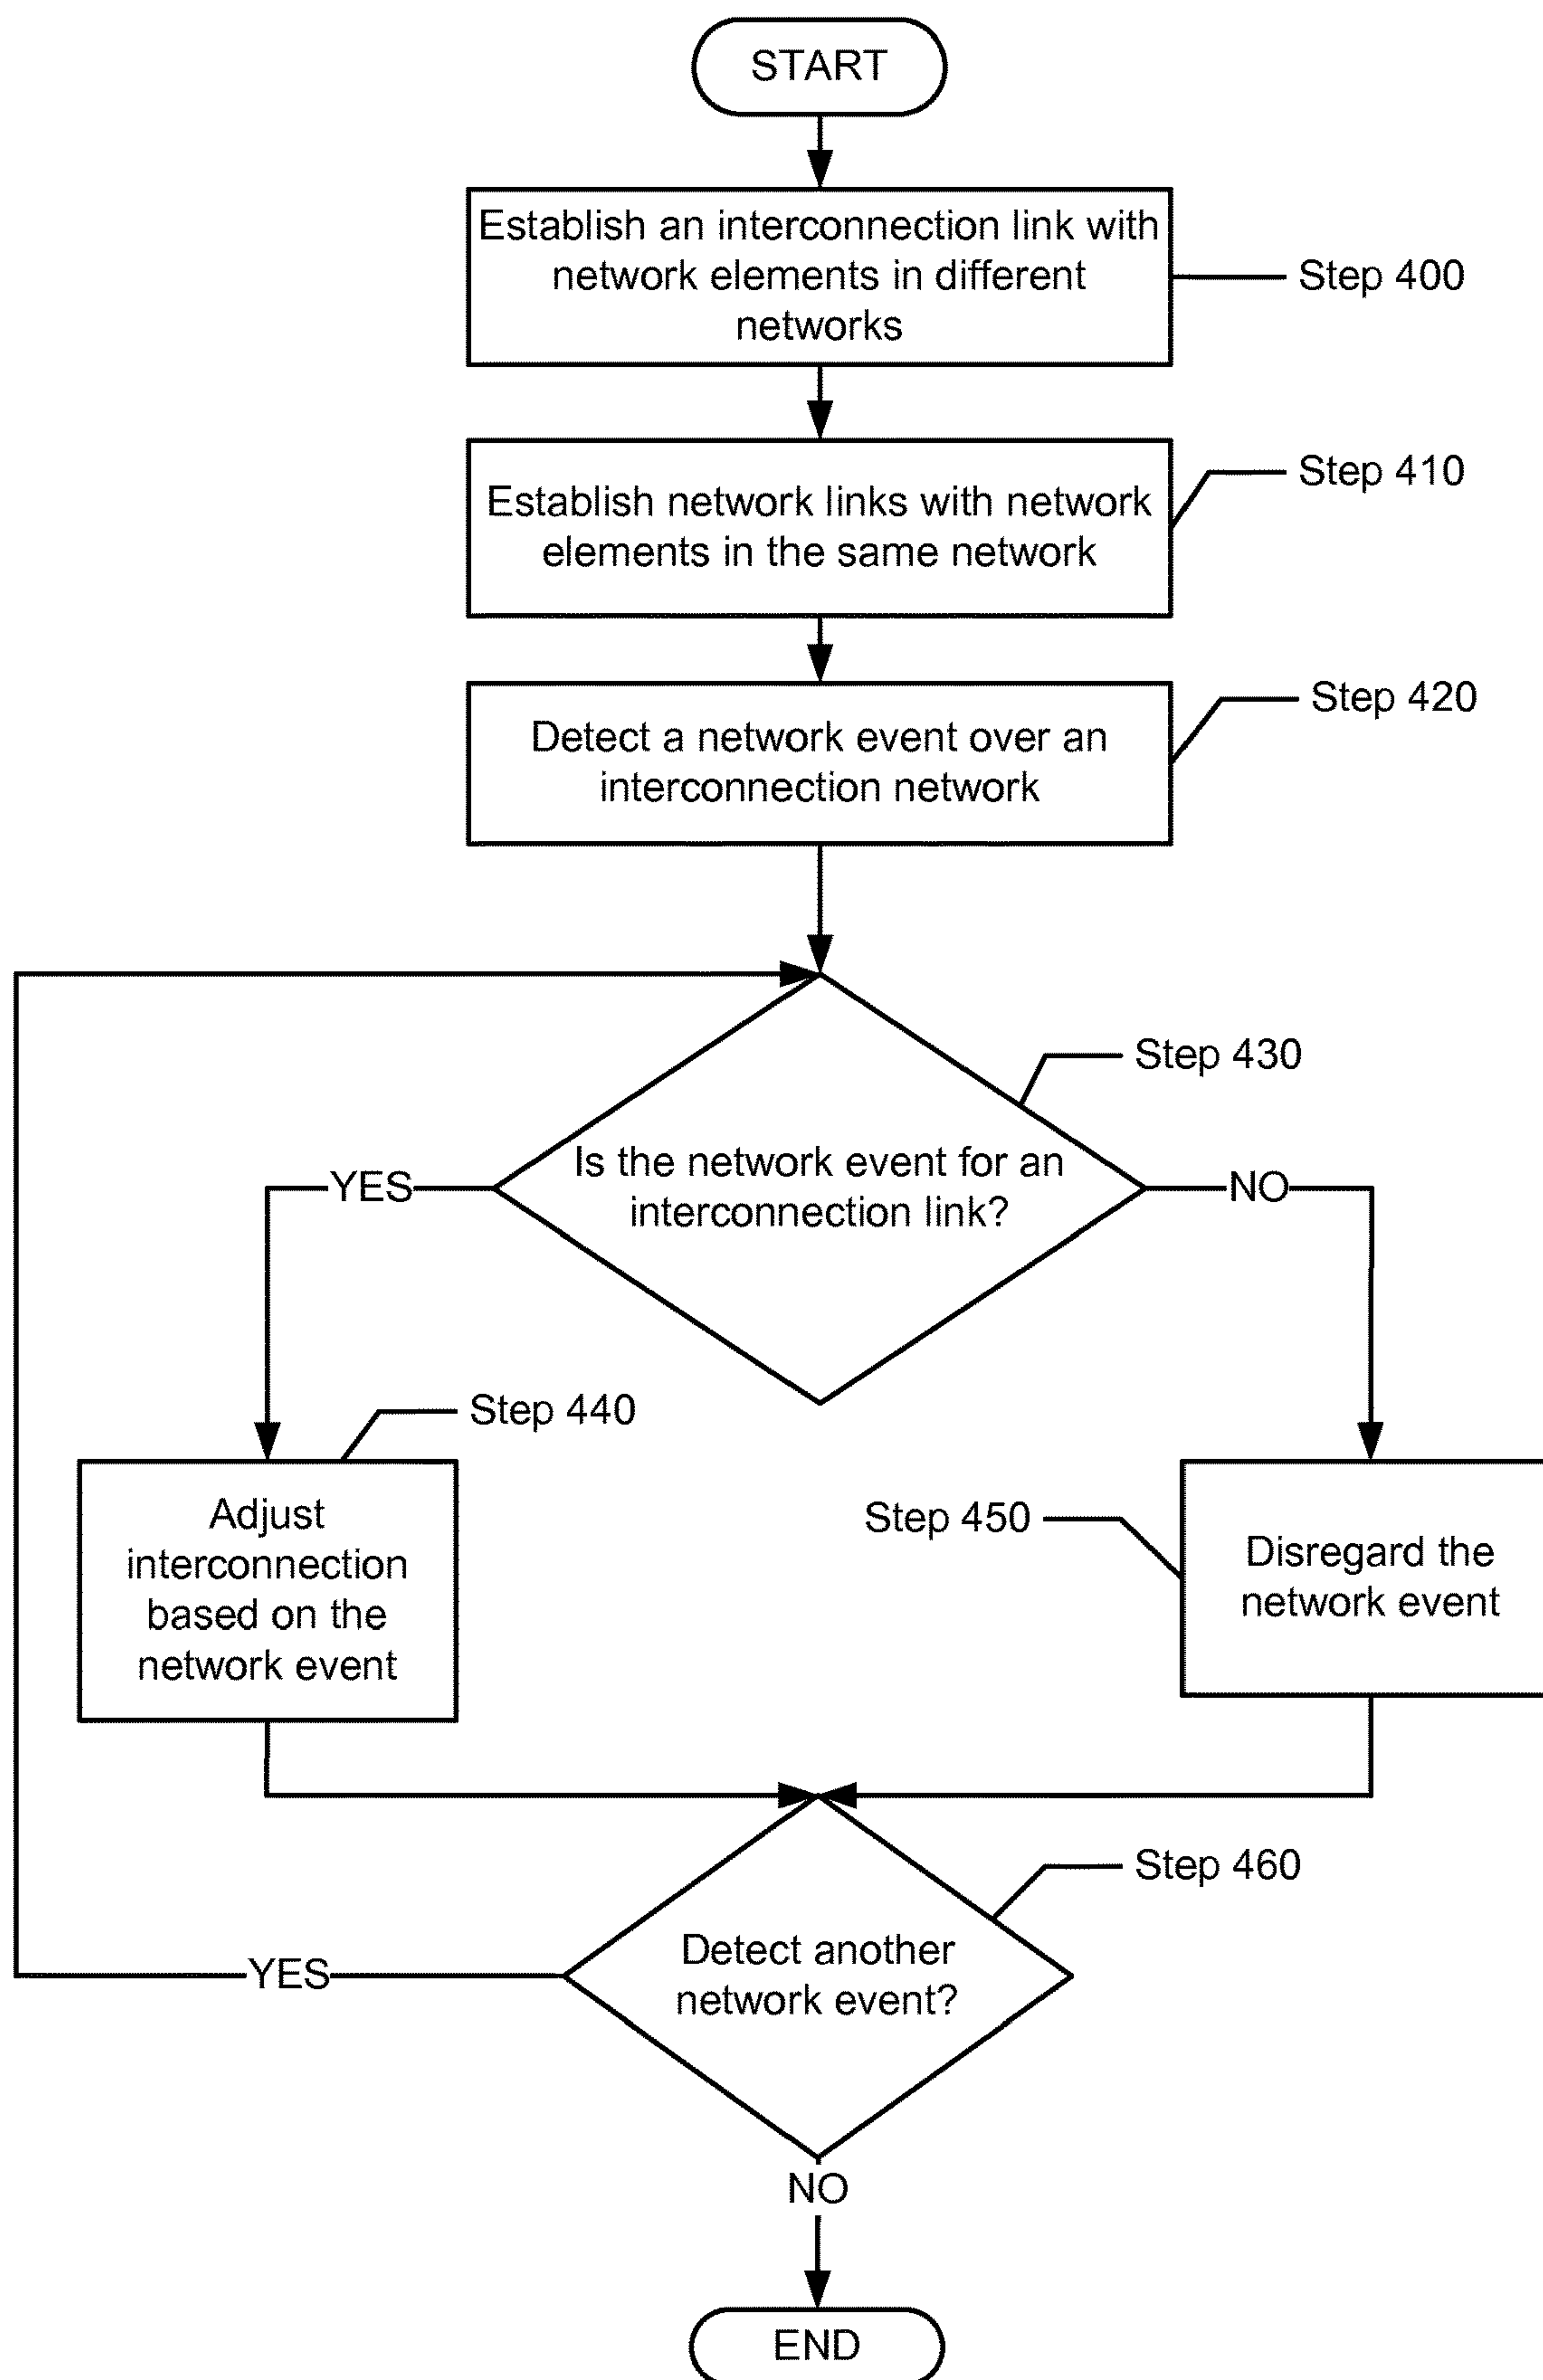 START
Establish an interconnection link with
network elements in different
networks
Step 400
Establish network links with network
elements in the same network
Step 410
Detect a network event over an
interconnection network
Step 420
Step 430
Is the network event for an
interconnection link?
YES
NO
Step 440
Adjust
interconnection
based on the
network event
Step 450
Disregard the
network event
Step 460
Detect another
network event?
YES
NO
END